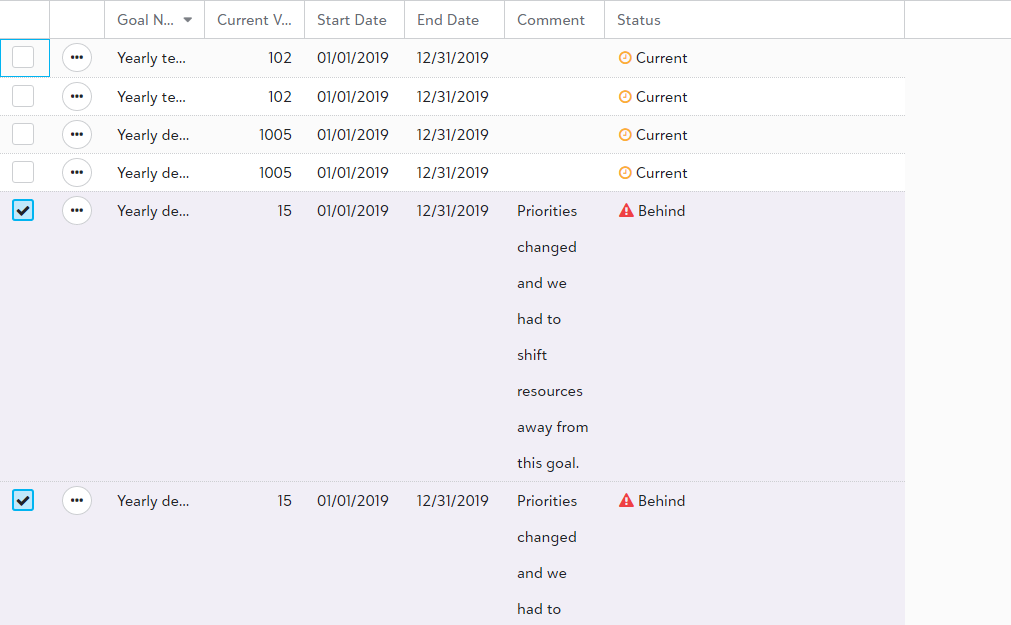 Goal N... Current V... Start Date End Date Comment Status
Yearly te... 102 01/01/2019 12/31/2019 Current
Yearly te... 102 01/01/2019 12/31/2019 Current
Yearly de... 1005 01/01/2019 12/31/2019 Current
Yearly de... 1005 01/01/2019 12/31/2019 Current
Yearly de... 15 01/01/2019 12/31/2019 Priorities Behind
changed
and we
had to
shift
resources
away from
this goal.
Yearly de... 15 01/01/2019 12/31/2019 Priorities Behind
changed
and we
had to